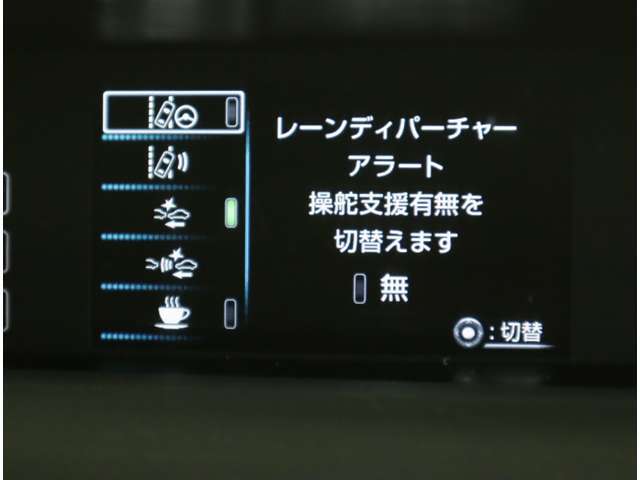 レーンディパーチャー
アラート
操舵支援有無を
切替えます
無
:切替